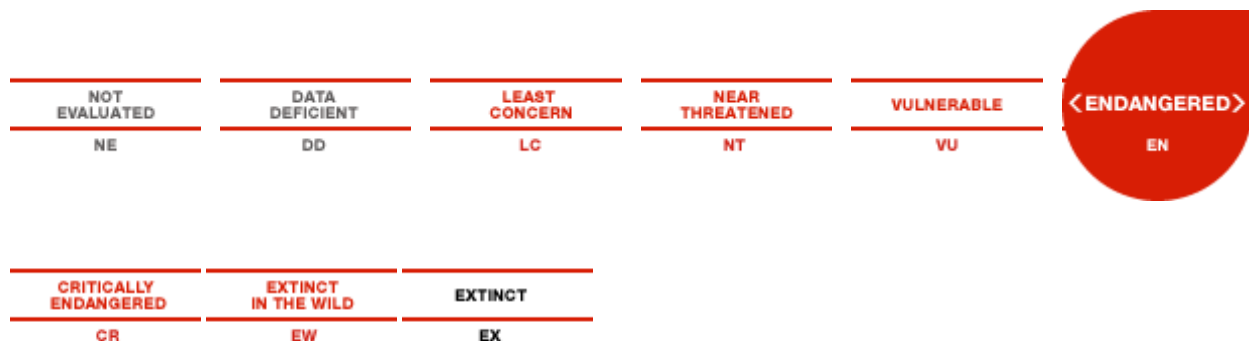 NOT
EVALUATED
NE
DATA
DEFICIENT
DD
LEAST
CONCERN
LC
NEAR
THREATENED
NT
VULNERABLE
VU
<ENDANGERED>
EN
CRITICALLY
ENDANGERED
CR
EXTINCT
IN THE WILD
EW
EXTINCT
EX